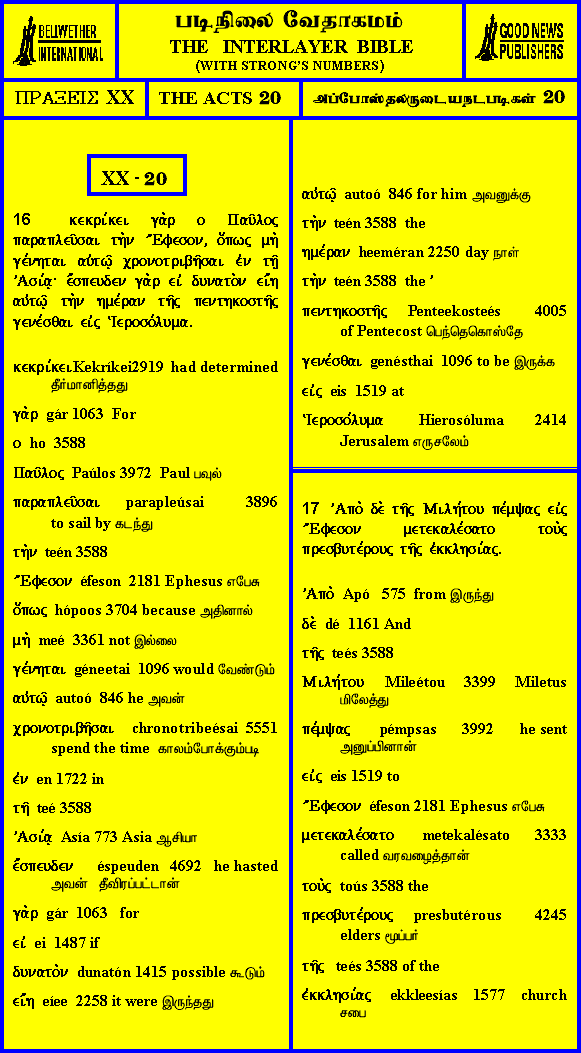 BELLWETHER
INTERNATIONAL
படிநிலை வேதாகமம்
THE INTERLAYER BIBLE
(WITH STRONG'S NUMBERS)
GOOD NEWS
PUBLISHERS
ΠΡΑΞΕΙΣ XX
THE ACTS 20
அப்போஸ்தலருடையநடபடிகள் 20
XX - 20
16 κεκρίκει γὰρ ο Παῦλος
παραπλεῦσαι τὴν Ἔφεσον, ὅπως μὴ
γένηται αὐτῷ χρονοτριβῆσαι ἐν τῇ
Ἀσίᾳ· ἔσπευδεν γὰρ εἰ δυνατὸν εἴη
αὐτῷ τὴν ημέραν τῆς πεντηκοστῆς
γενέσθαι εἰς Ἱεροσόλυμα.
κεκρίκει Kekríkei2919 had determined
தீர்மானித்தது
γὰρ gár 1063 For
ο ho 3588
Παῦλος Paúlos 3972 Paul பவுல்
παραπλεῦσαι parapleúsai 3896
to sail by கடந்து
τὴν teén 3588
Ἔφεσον éfeson 2181 Ephesus எபேசு
ὅπως hópoos 3704 because அதினால்
μὴ meé 3361 not இல்லை
γένηται géneetai 1096 would வேண்டும்
αὐτῷ autoó 846 he அவன்
χρονοτριβῆσαι chronotribeésai 5551
spend the time காலம்போக்கும்படி
ἐν en 1722 in
τῇ teé 3588
Ἀσίᾳ Asía 773 Asia ஆசியா
ἔσπευδεν éspeuden 4692 he hasted
அவன் தீவிரப்பட்டான்
γὰρ gár 1063 for
εἰ ei 1487 if
δυνατὸν dunatón 1415 possible கூடும்
εἴη eíee 2258 it were இருந்தது
αὐτῷ autoó 846 for him அவனுக்கு
τὴν teén 3588 the
ημέραν heeméran 2250 day நாள்
τὴν teén 3588 the '
πεντηκοστῆς Penteekosteés 4005
of Pentecost பெந்தெகொஸ்தே
γενέσθαι genésthai 1096 to be இருக்க
εἰς eis 1519 at
Ἱεροσόλυμα Hierosóluma 2414
Jerusalem எருசலேம்
17 Ἀπὸ δὲ τῆς Μιλήτου πέμψας εἰς
Ἔφεσον μετεκαλέσατο τοὺς
πρεσβυτέρους τῆς ἐκκλησίας.
Ἀπὸ Apó 575 from இருந்து
δὲ dé 1161 And
τῆς teés 3588
Μιλήτου Mileétou 3399 Miletus
மிலேத்து
πέμψας pémpsas 3992 he sent
அனுப்பினான்
εἰς eis 1519 to
Ἔφεσον éfeson 2181 Ephesus எபேசு
μετεκαλέσατο metekalésato 3333
called வரவழைத்தான்
τοὺς toús 3588 the
πρεσβυτέρους presbutérous 4245
elders மூப்பர்
τῆς teés 3588 of the
ἐκκλησίας ekkleesías 1577 church
சபை